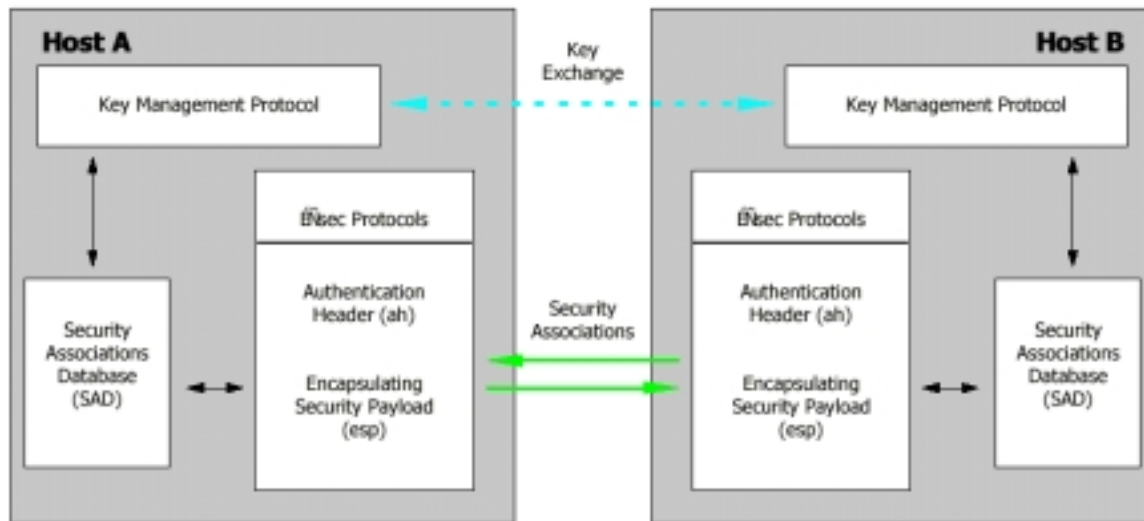 Host A
Key Management Protocol
Protocols
Authentication
Header (ah)
Encapsulating
Security Payload
(esp)
Security
Associations
Database
(SAD)
Key
Exchange
Security
Associations
Host B
Key Management Protocol
Protocols
Authentication
Header (ah)
Encapsulating
Security Payload
(esp)
Security
Associations
Database
(SAD)